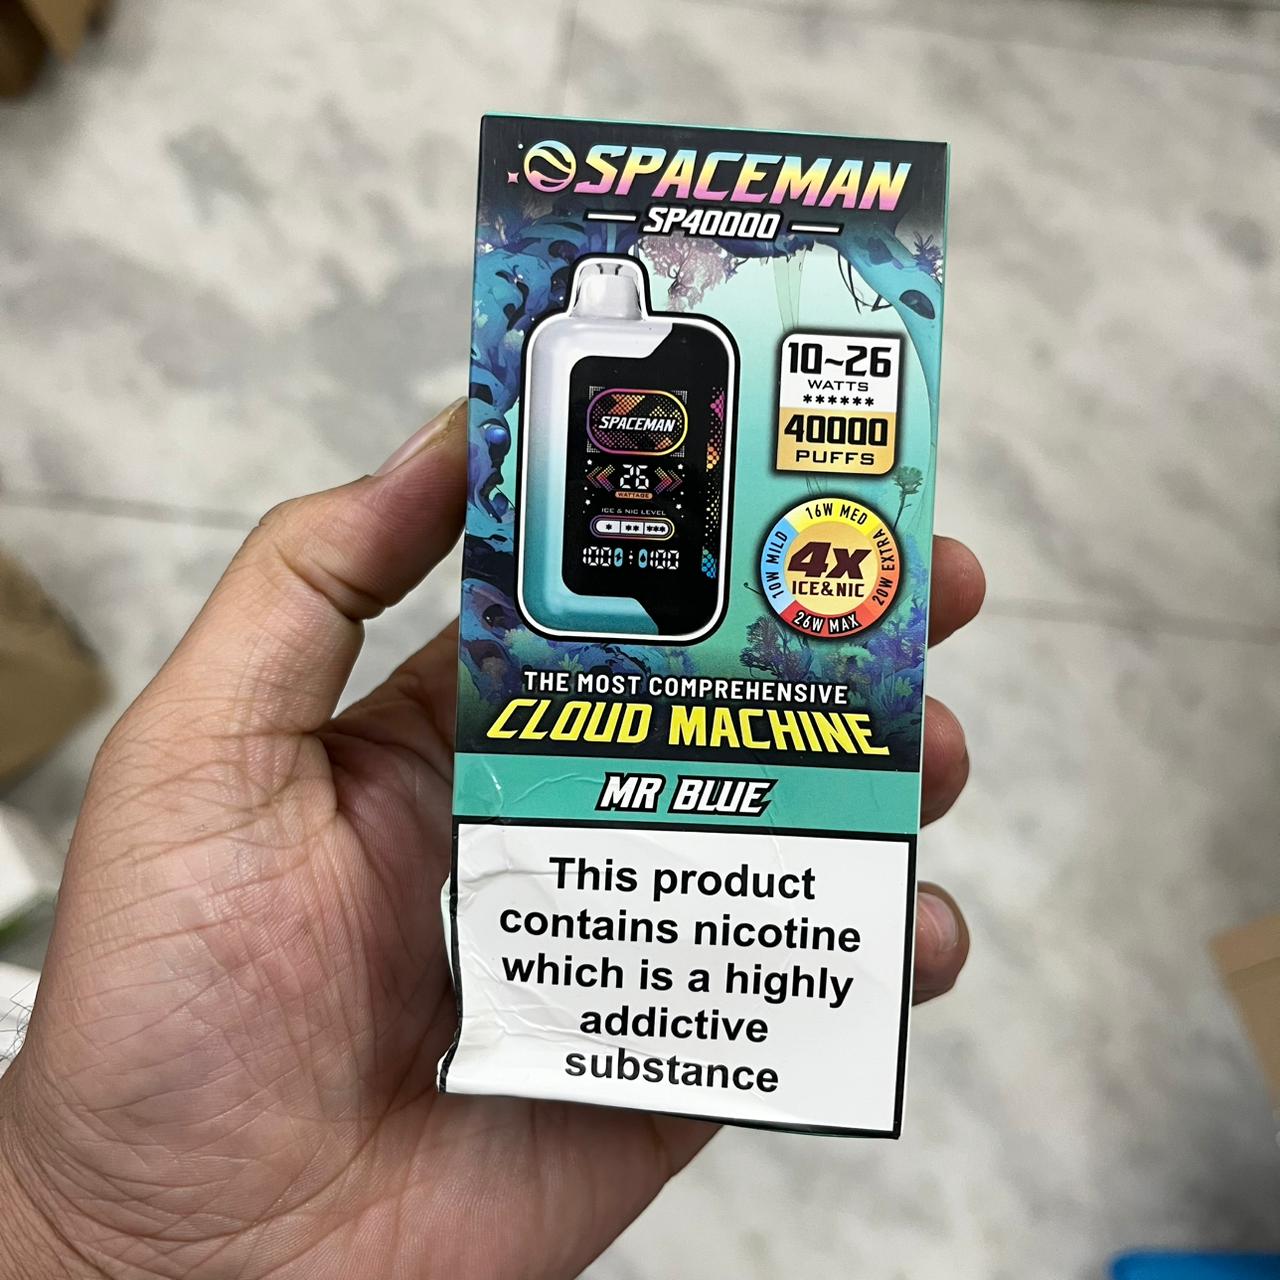 SPACEMAN
SP40000
SPACEMAN
26
WATTAGE
ICE & NIC LEVEL
* ** ***
100 : 100
10~26
WATTS
******
40000
PUFFS
10W MILD
16W MED
20W EXTRA
26W MAX
4x
ICE&NIC
THE MOST COMPREHENSIVE
CLOUD MACHINE
MR BLUE
This product
contains nicotine
which is a highly
addictive
substance